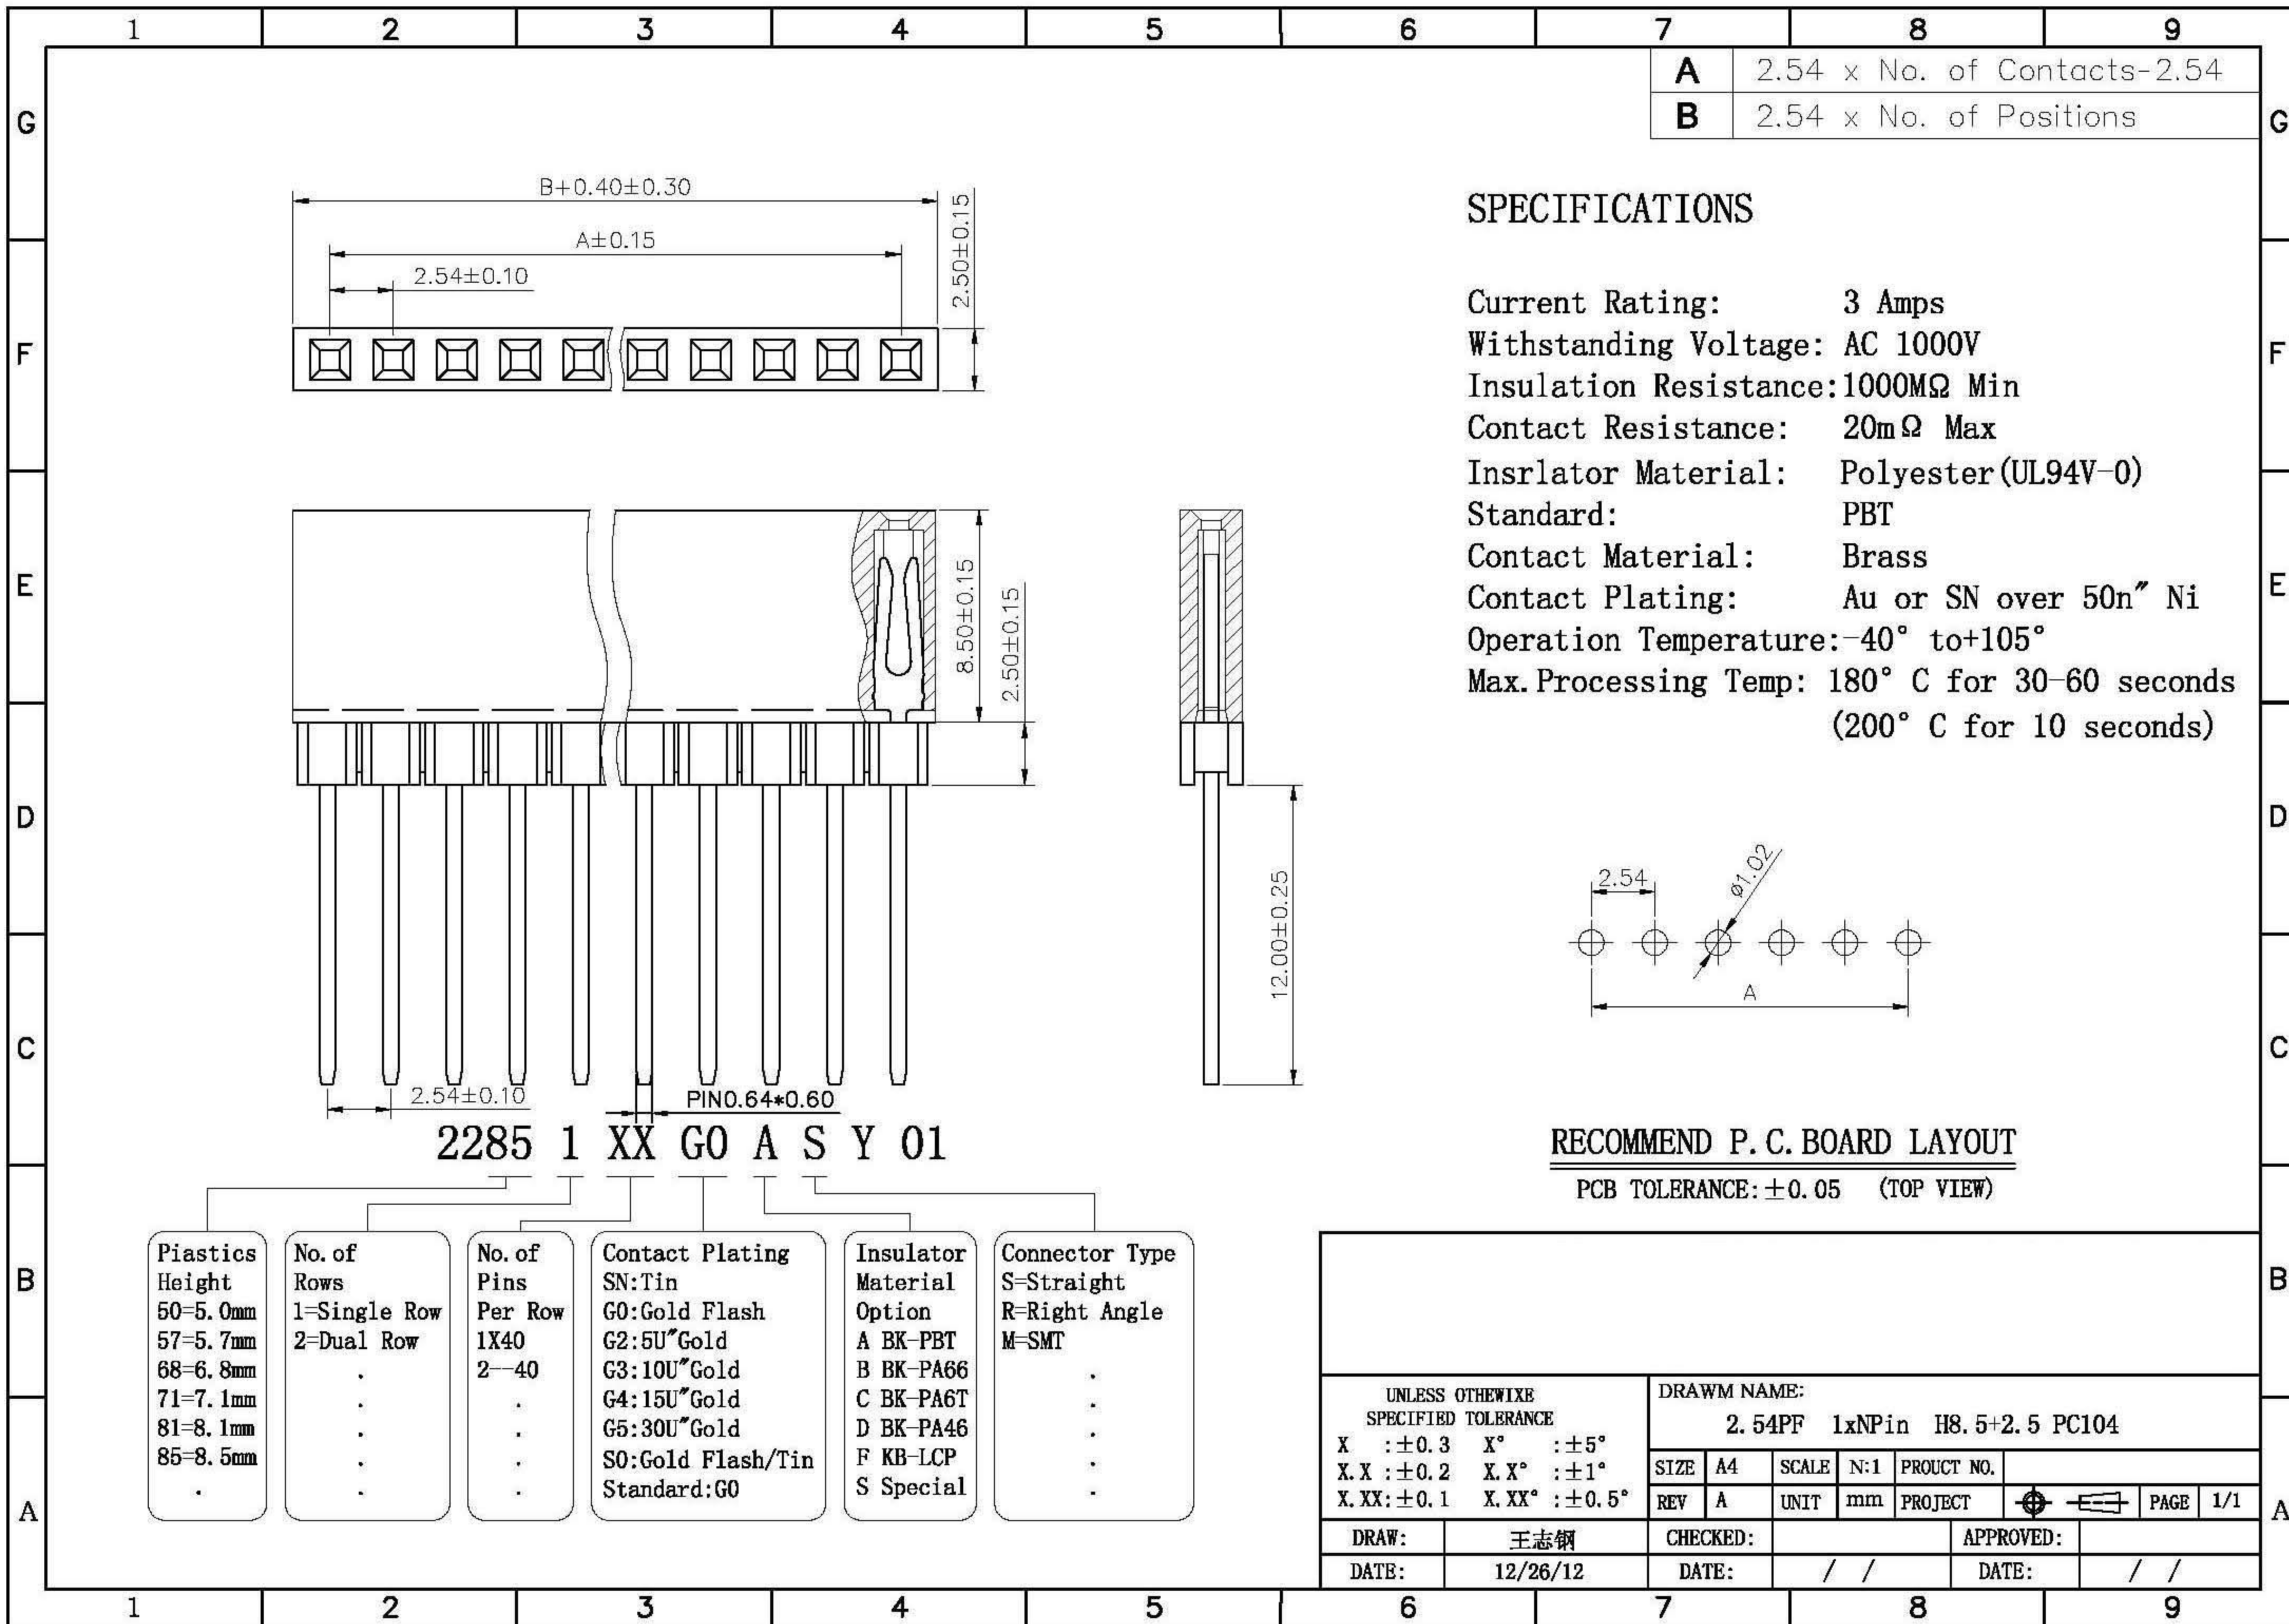 1 2 3 4 5 6 7 8 9
G G
F F
E E
D D
C C
B B
A A
A 2.54 x No. of Contacts-2.54
B 2.54 x No. of Positions
B+0.40±0.30
A±0.15
2.54±0.10
2.50±0.15
8.50±0.15
2.50±0.15
12.00±0.25
2.54±0.10
PIN0.64*0.60
SPECIFICATIONS
Current Rating: 3 Amps
Withstanding Voltage: AC 1000V
Insulation Resistance:1000MΩ Min
Contact Resistance: 20mΩ Max
Insrlator Material: Polyester(UL94V-0)
Standard: PBT
Contact Material: Brass
Contact Plating: Au or SN over 50n″ Ni
Operation Temperature:-40° to+105°
Max.Processing Temp: 180° C for 30-60 seconds
(200° C for 10 seconds)
2.54
ø1.02
A
RECOMMEND P.C.BOARD LAYOUT
PCB TOLERANCE:±0.05 (TOP VIEW)
2285 1 XX G0 A S Y 01
Piastics
Height
50=5.0mm
57=5.7mm
68=6.8mm
71=7.1mm
81=8.1mm
85=8.5mm
.
No.of
Rows
1=Single Row
2=Dual Row
.
.
.
.
.
No.of
Pins
Per Row
1X40
2--40
.
.
.
.
Contact Plating
SN:Tin
G0:Gold Flash
G2:5U″Gold
G3:10U″Gold
G4:15U″Gold
G5:30U″Gold
S0:Gold Flash/Tin
Standard:G0
Insulator
Material
Option
A BK-PBT
B BK-PA66
C BK-PA6T
D BK-PA46
F KB-LCP
S Special
Connector Type
S=Straight
R=Right Angle
M=SMT
.
.
.
.
.
UNLESS OTHEWIXE
SPECIFIED TOLERANCE
X :±0.3 X° :±5°
X.X :±0.2 X.X° :±1°
X.XX:±0.1 X.XX° :±0.5°
DRAWM NAME:
2.54PF 1xNPin H8.5+2.5 PC104
SIZE A4 SCALE N:1 PROUCT NO.
REV A UNIT mm PROJECT PAGE 1/1
DRAW: 王志钢 CHECKED: APPROVED:
DATE: 12/26/12 DATE: / / DATE: / /
1 2 3 4 5 6 7 8 9